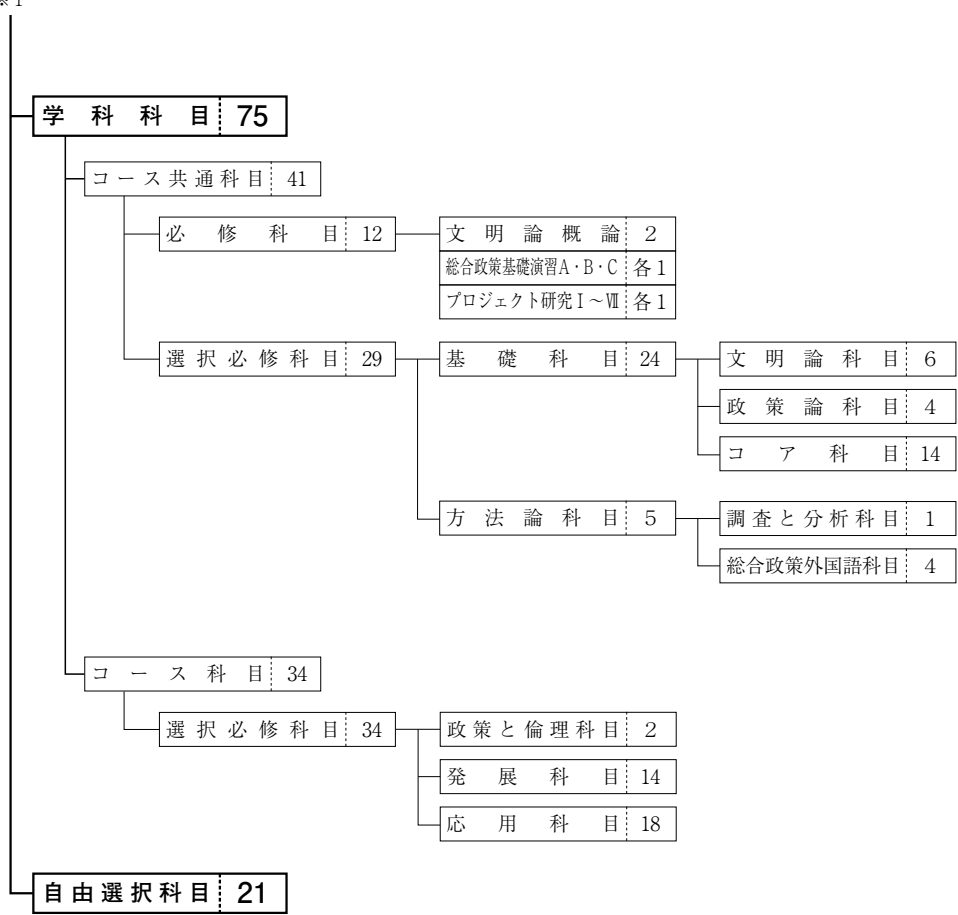 ※1
学科科目 75
コース共通科目 41
必修科目 12
文明論概論 2
総合政策基礎演習A・B・C 各1
プロジェクト研究Ⅰ～Ⅶ 各1
選択必修科目 29
基礎科目 24
文明論科目 6
政策論科目 4
コア科目 14
方法論科目 5
調査と分析科目 1
総合政策外国語科目 4
コース科目 34
選択必修科目 34
政策と倫理科目 2
発展科目 14
応用科目 18
自由選択科目 21